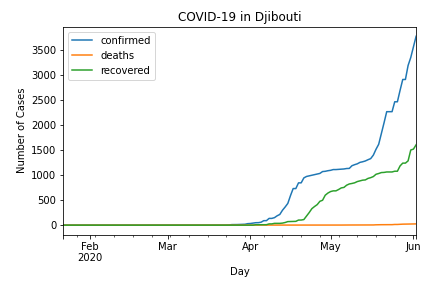 COVID-19 in Djibouti
confirmed
deaths
recovered
Number of Cases
3500
3000
2500
2000
1500
1000
500
0
Feb
2020
Mar
Apr
May
Jun
Day